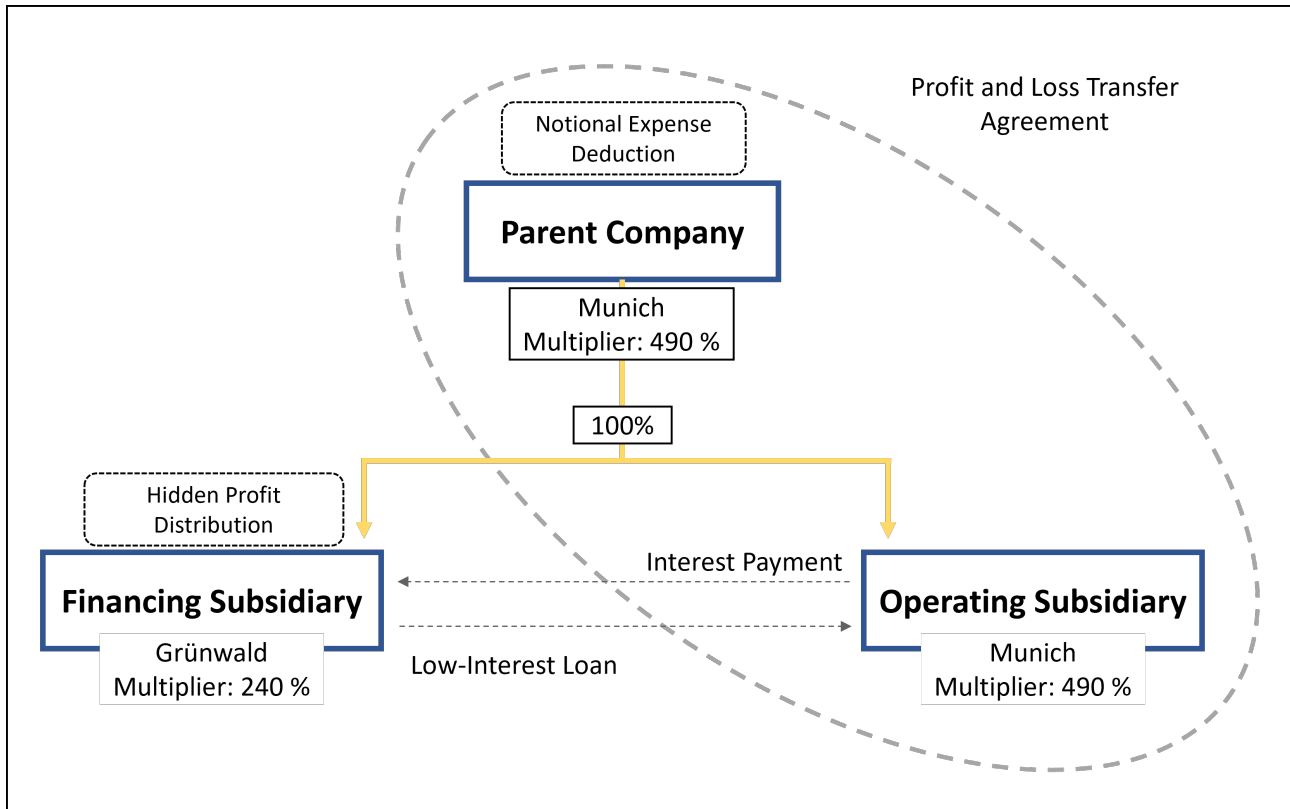 Profit and Loss Transfer
Agreement
Notional Expense
Deduction
Parent Company
Munich
Multiplier: 490 %
100%
Hidden Profit
Distribution
Interest Payment
Financing Subsidiary
Operating Subsidiary
Grünwald
Multiplier: 240 %
Low-Interest Loan
Munich
Multiplier: 490 %